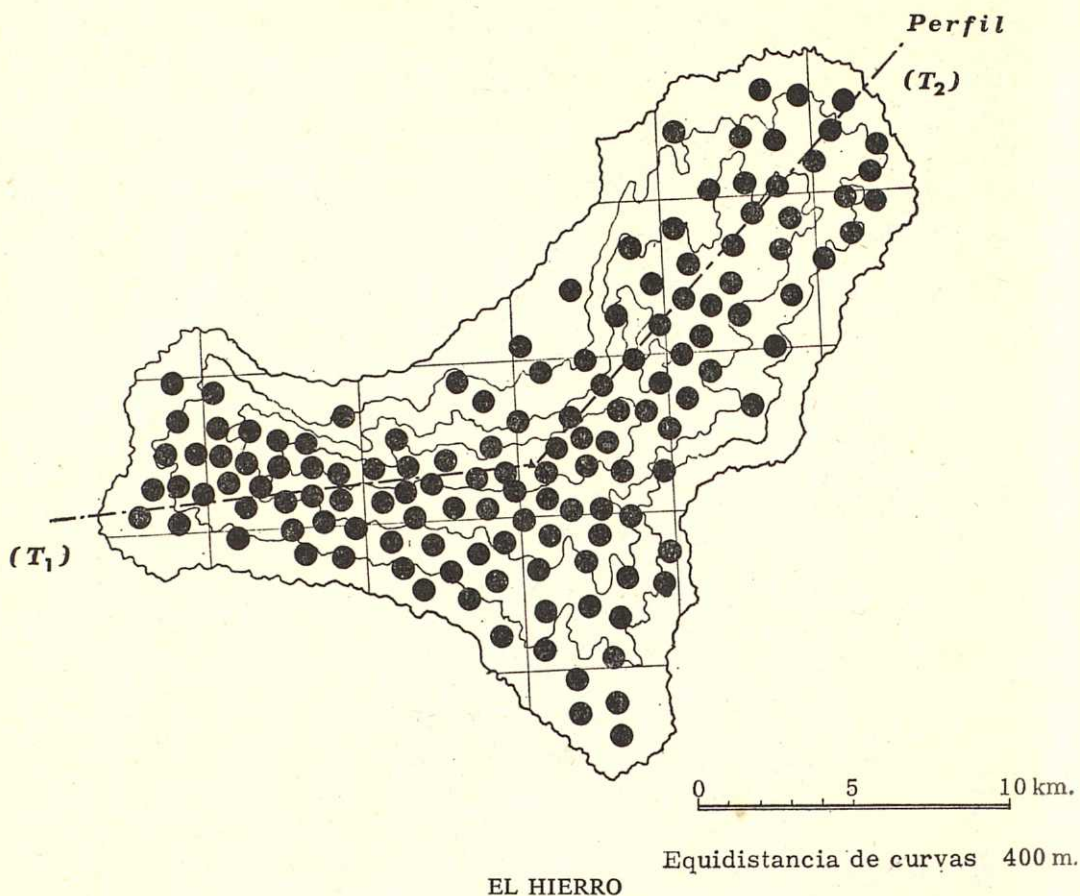 Perfil
(T₂)
(T₁)
0 5 10 km.
Equidistancia de curvas 400 m.
EL HIERRO